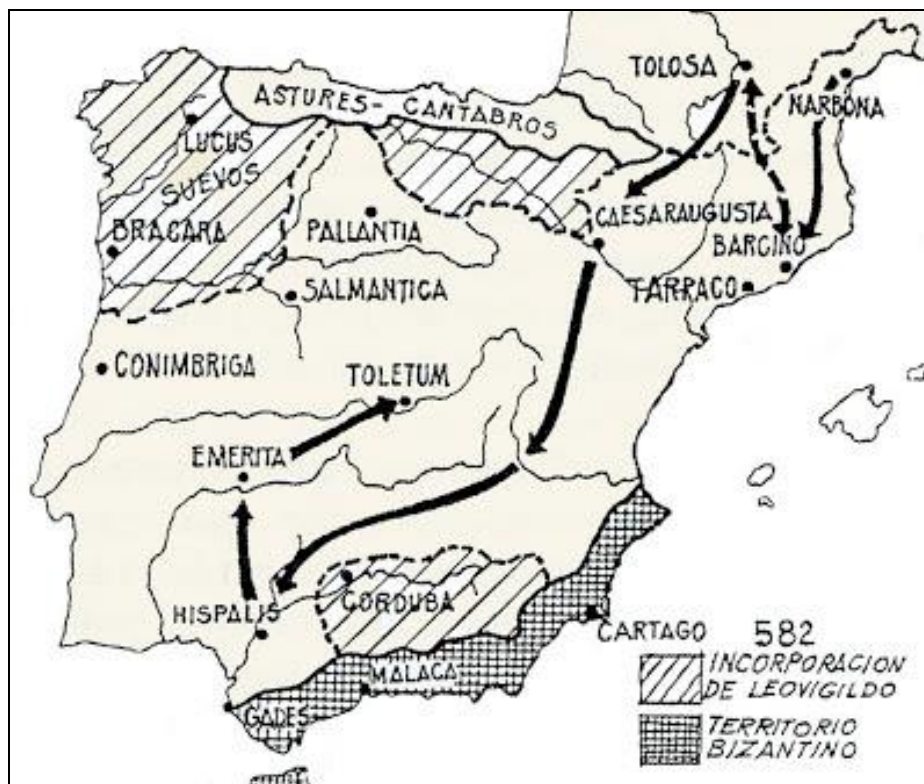 TOLOSA
NARBONA
ASTURES-CANTABROS
LUCUS
SUEVOS
BRACARA
PALLANTIA
CAESARAUGUSTA
BARCINO
SALMANTICA
TARRACO
CONIMBRIGA
TOLETUM
EMERITA
HISPALIS
CORDUBA
CARTAGO
MALACA
GADES
582
INCORPORACION
DE LEOVIGILDO
TERRITORIO
BIZANTINO